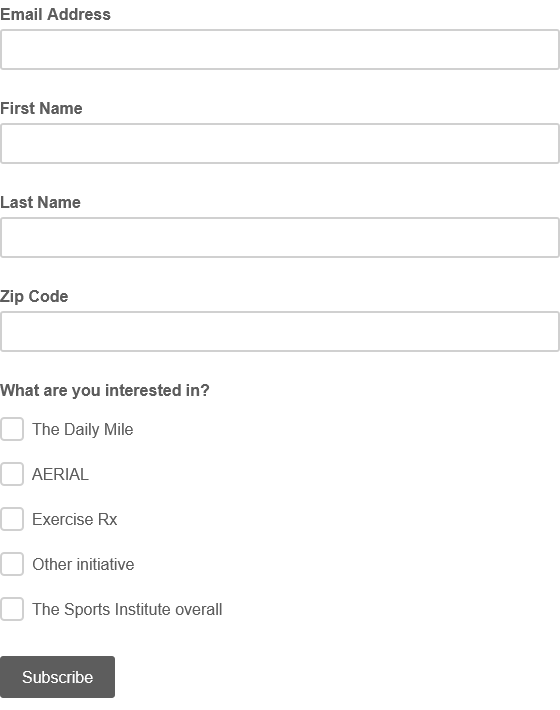 Email Address
First Name
Last Name
Zip Code
What are you interested in?
The Daily Mile
AERIAL
Exercise Rx
Other initiative
The Sports Institute overall
Subscribe